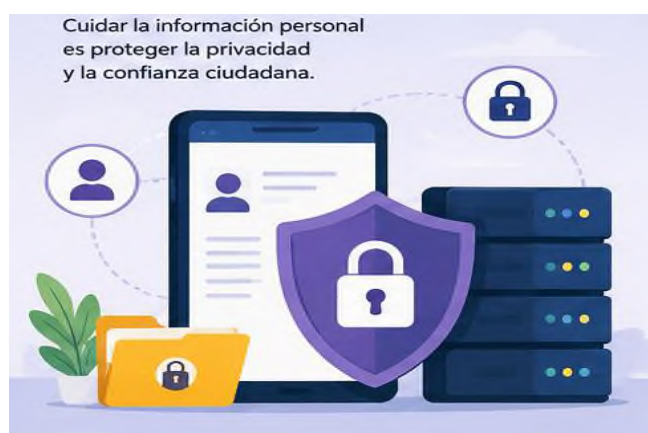 Cuidar la información personal
es proteger la privacidad
y la confianza ciudadana.